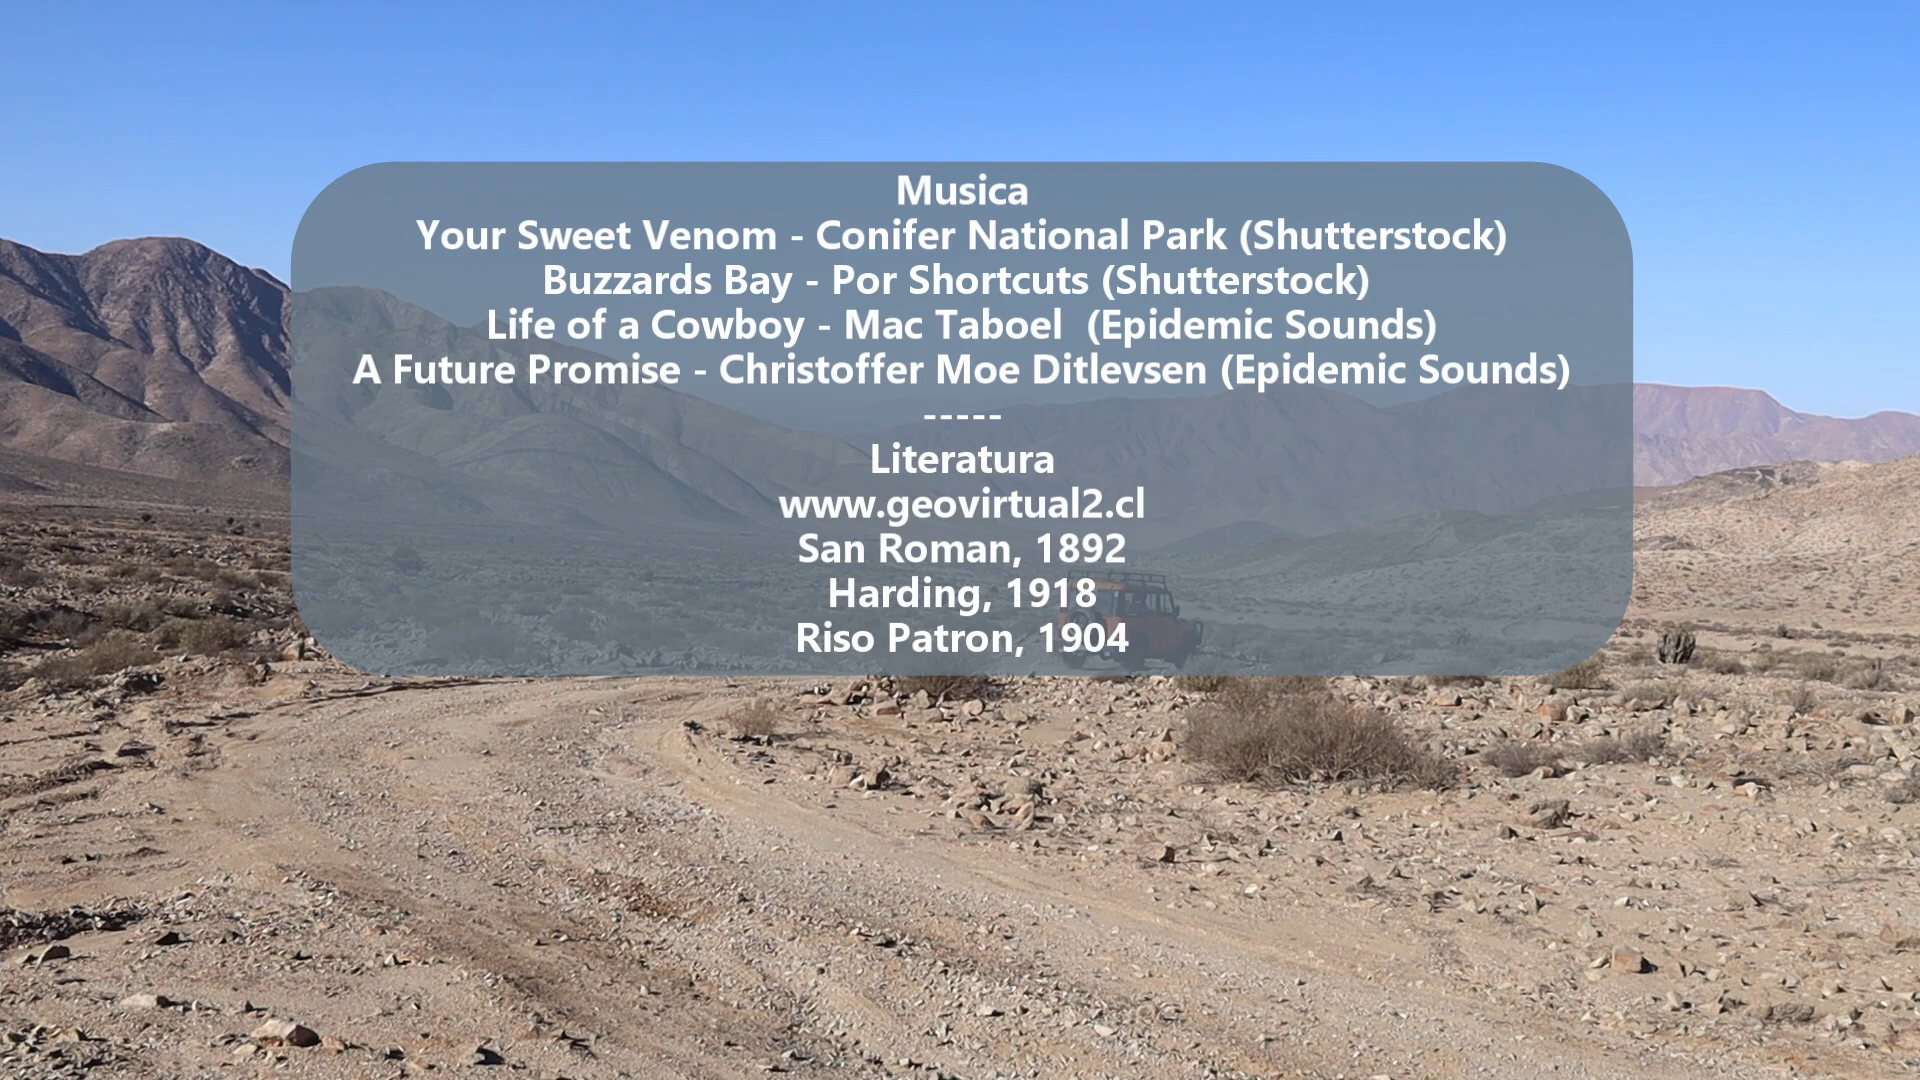 Musica
Your Sweet Venom - Conifer National Park (Shutterstock)
Buzzards Bay - Por Shortcuts (Shutterstock)
Life of a Cowboy - Mac Taboel  (Epidemic Sounds)
A Future Promise - Christoffer Moe Ditlevsen (Epidemic Sounds)
-----
Literatura
www.geovirtual2.cl
San Roman, 1892
Harding, 1918
Riso Patron, 1904